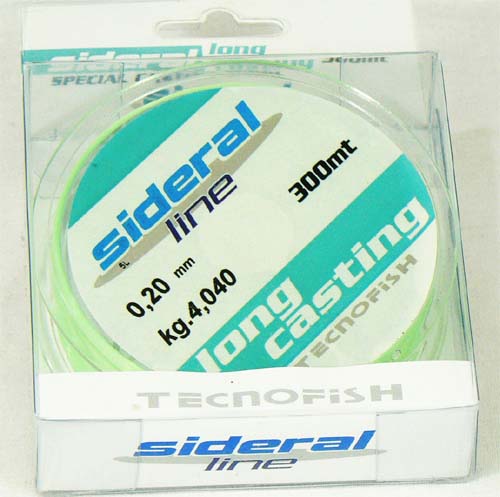 sideral long
SPECIAL
300mt
sideral
line
SL
300mt
0,20 mm
kg.4,040
long
casting
TECNOFISH
TECNOFISH
sideral
line